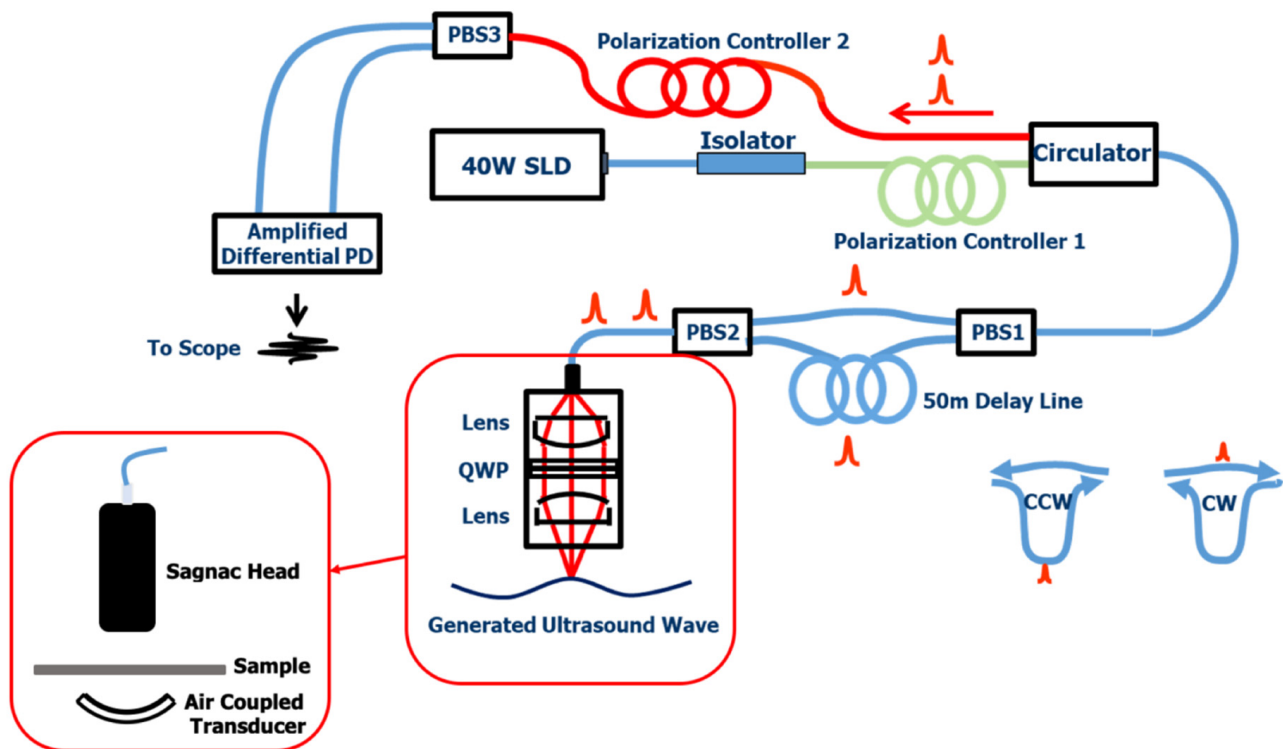 PBS3
Polarization Controller 2
40W SLD
Isolator
Circulator
Amplified
Differential PD
Polarization Controller 1
To Scope
PBS2
PBS1
50m Delay Line
Lens
QWP
Lens
CCW
CW
Generated Ultrasound Wave
Sagnac Head
Sample
Air Coupled
Transducer